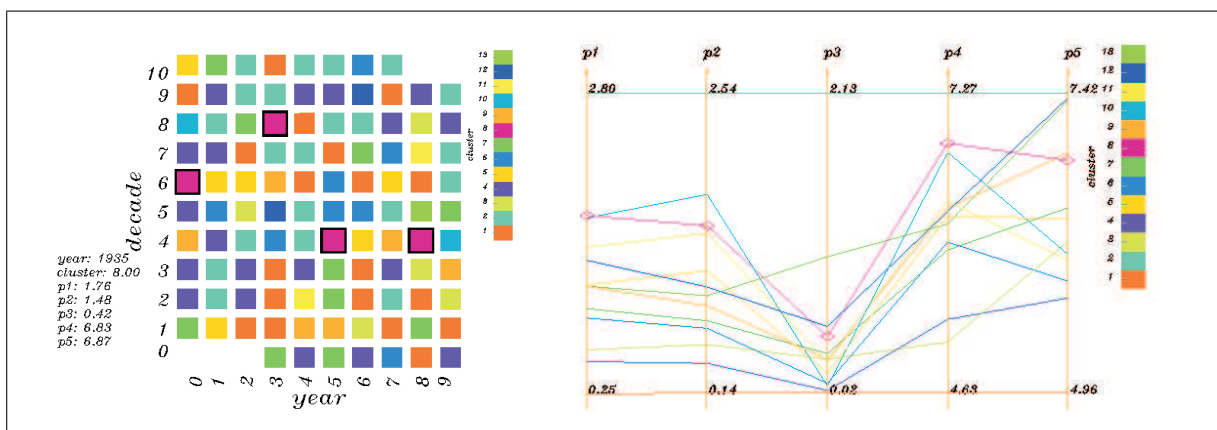 10
9
8
7
6
5
4
3
2
1
0
decade
0 1 2 3 4 5 6 7 8 9
year
year: 1935
cluster: 8.00
p1: 1.76
p2: 1.48
p3: 0.42
p4: 6.83
p5: 6.87
13
12
11
10
9
8
7
6
5
4
3
2
1
cluster
p1 p2 p3 p4 p5
2.80 2.54 2.13 7.27 7.42
0.25 0.14 0.02 4.63 4.96
13
12
11
10
9
8
7
6
5
4
3
2
1
cluster